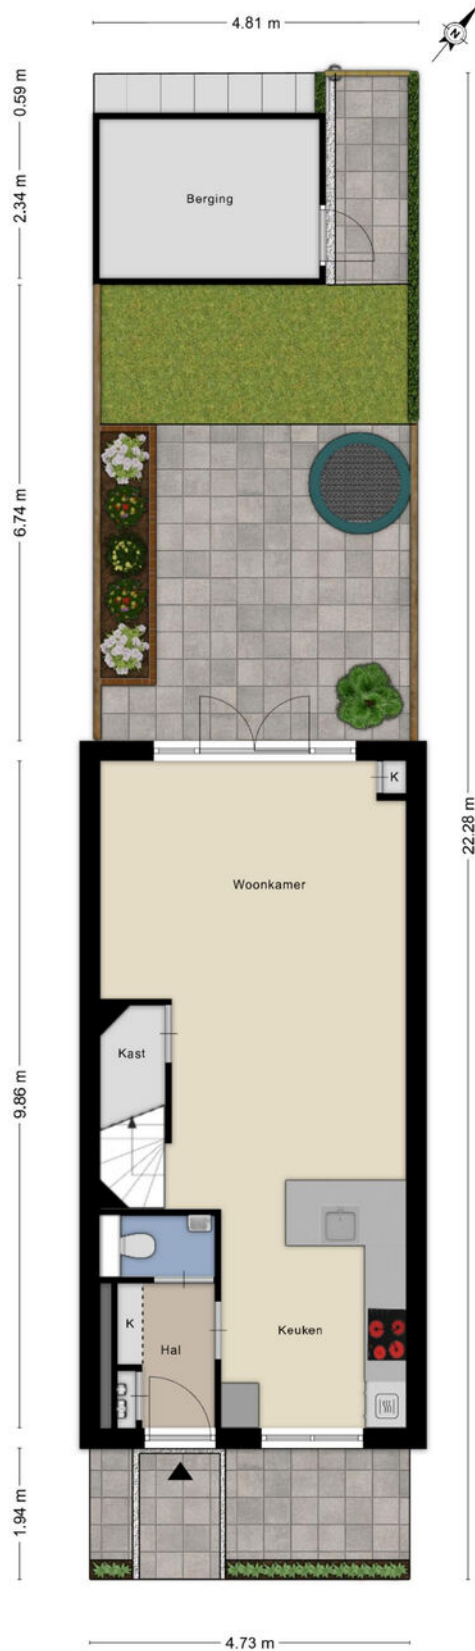 4.81 m
N
0.59 m
2.34 m
Berging
6.74 m
K
22.28 m
Woonkamer
9.86 m
Kast
K
Hal
Keuken
1.94 m
4.73 m